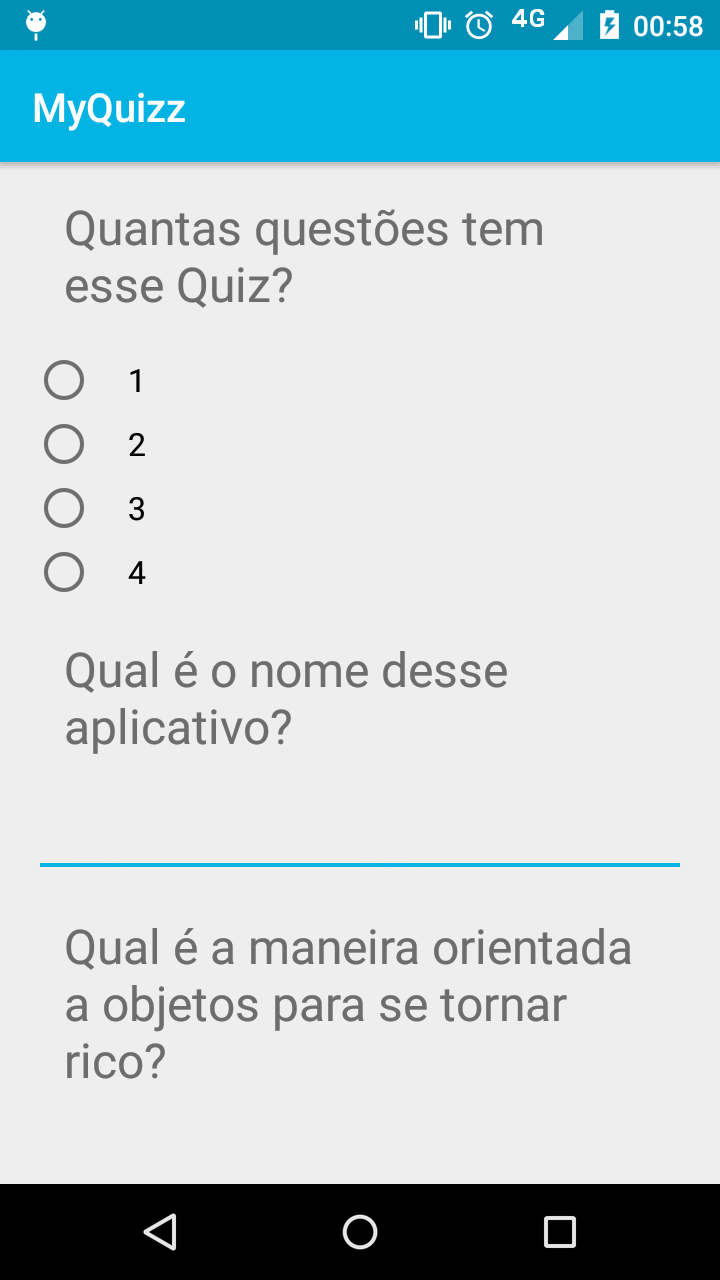 4G 00:58
MyQuizz
Quantas questões tem
esse Quiz?
1
2
3
4
Qual é o nome desse
aplicativo?
Qual é a maneira orientada
a objetos para se tornar
rico?